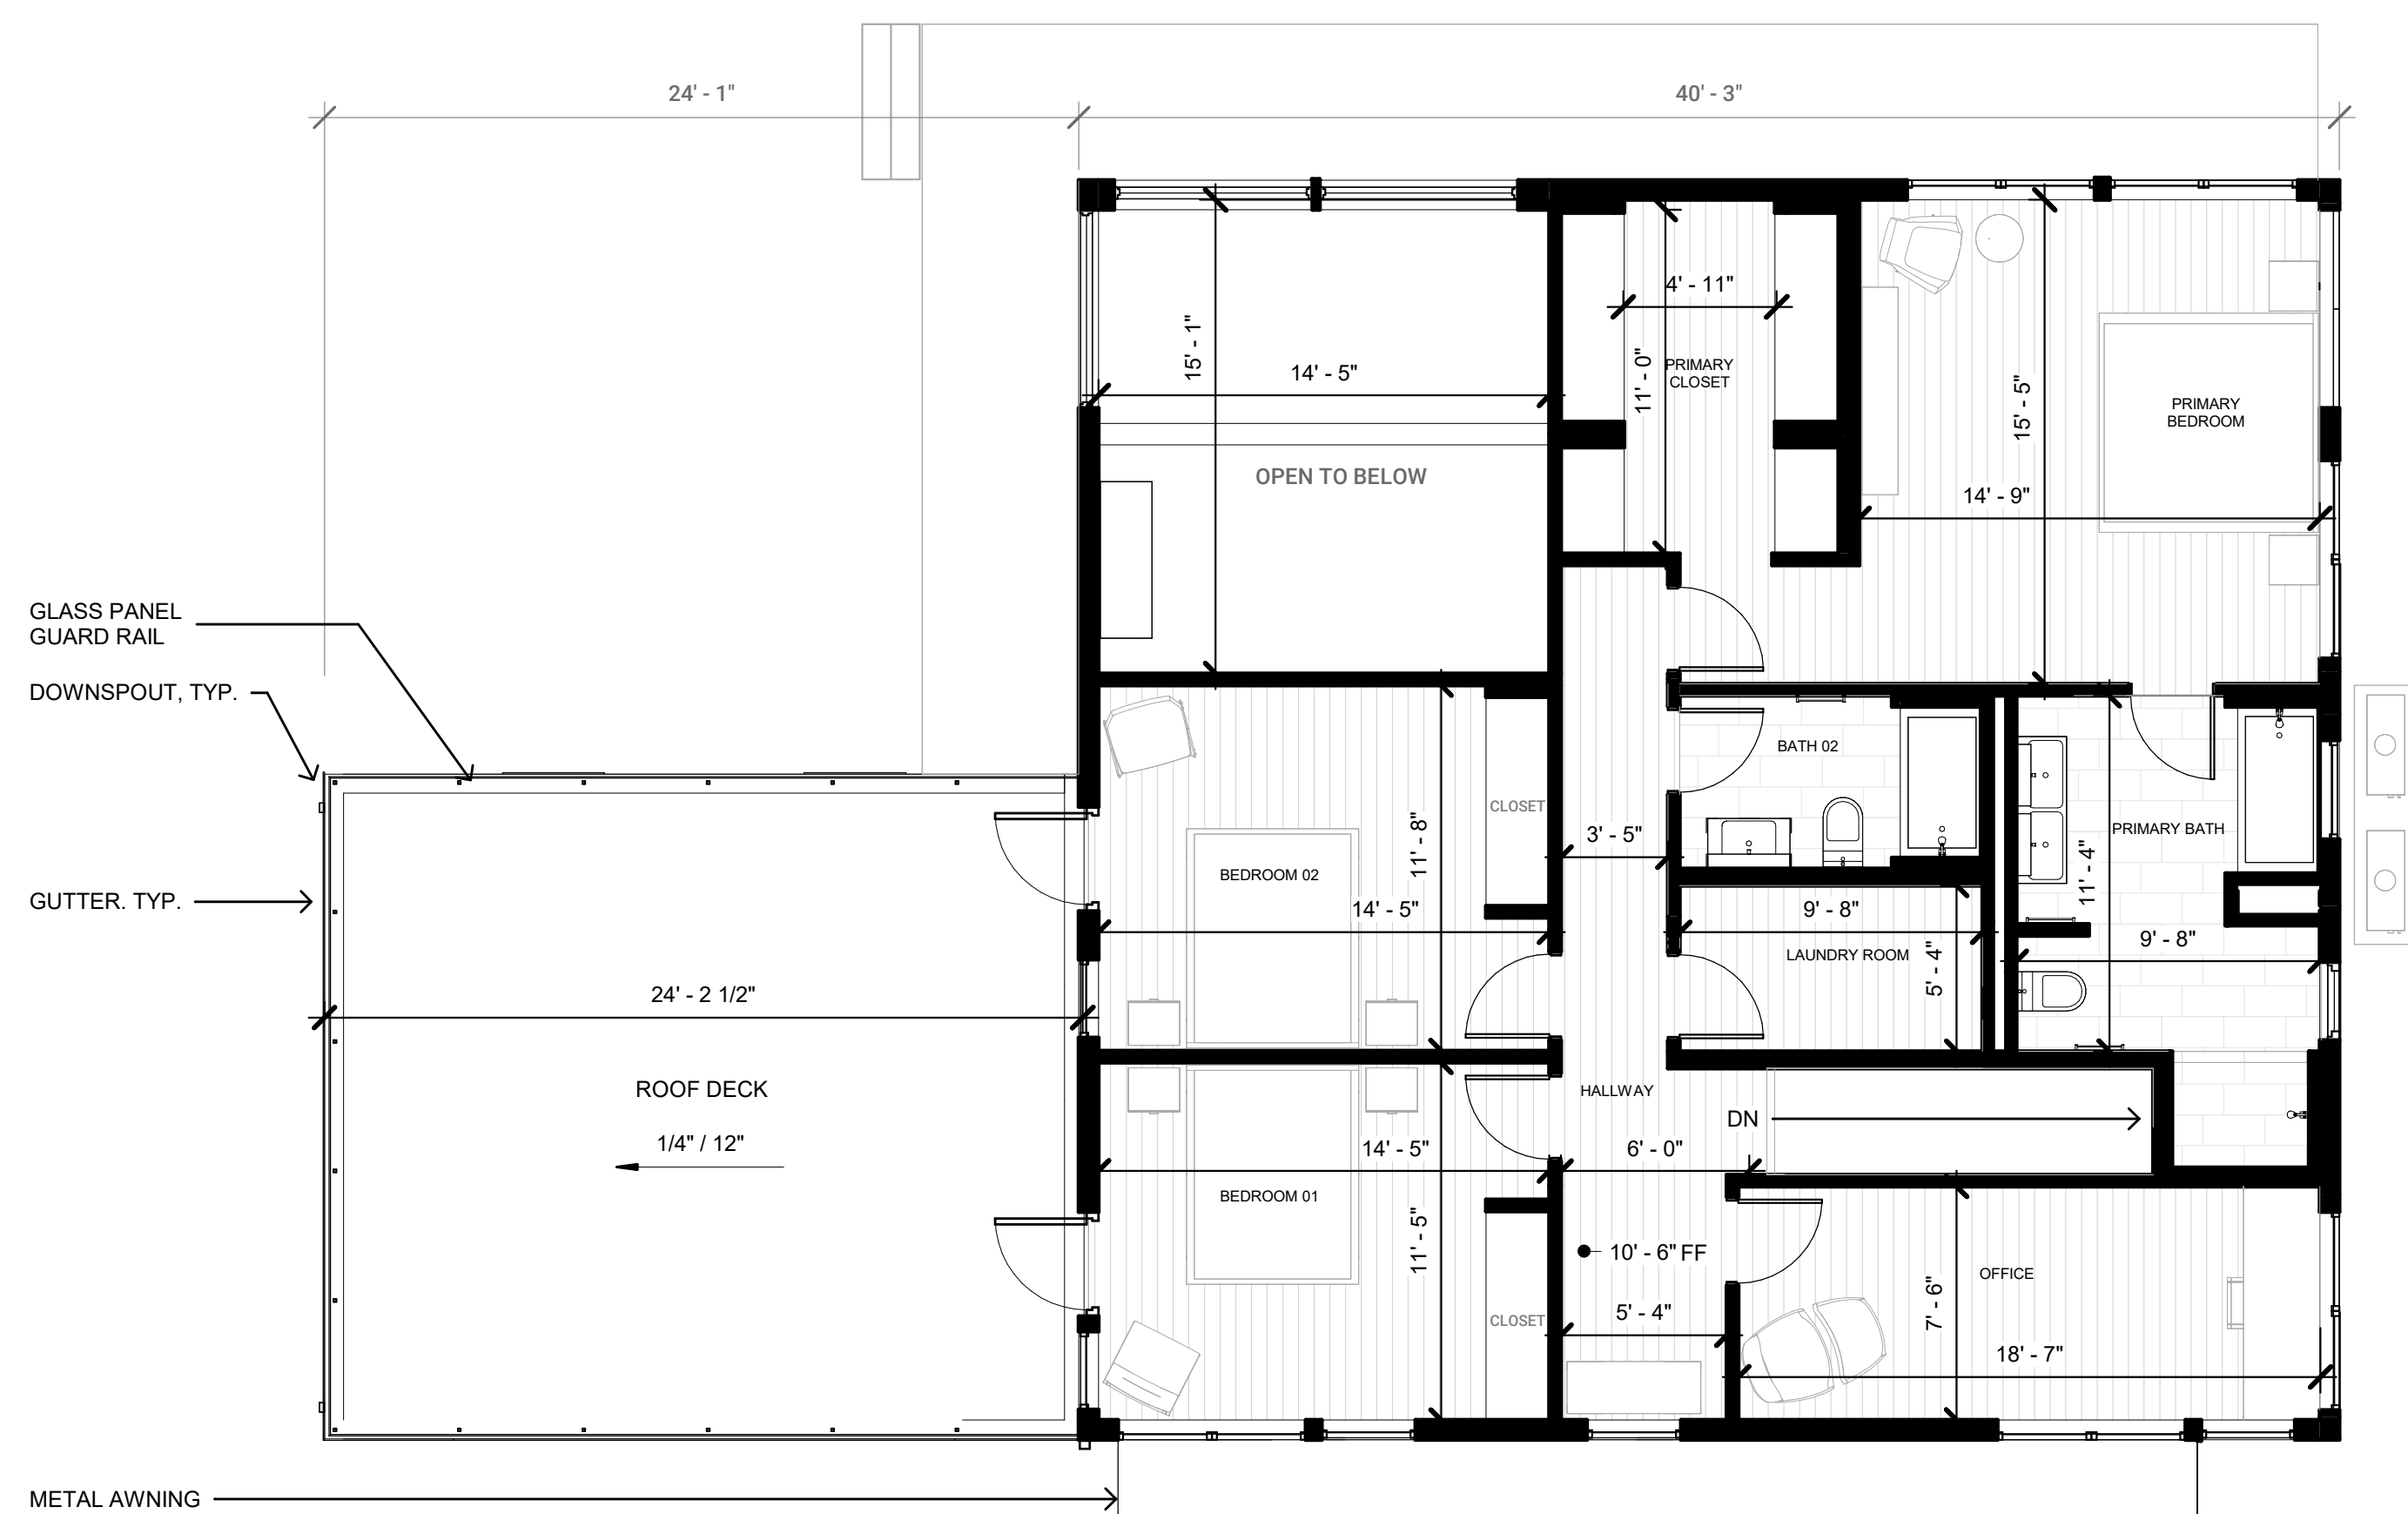 24' - 1"
40' - 3"
4' - 11"
15' - 1"
14' - 5"
11' - 0"
PRIMARY
CLOSET
15' - 5"
PRIMARY
BEDROOM
OPEN TO BELOW
14' - 9"
GLASS PANEL
GUARD RAIL
DOWNSPOUT, TYP.
GUTTER. TYP.
BATH 02
CLOSET
11' - 8"
3' - 5"
PRIMARY BATH
11' - 4"
BEDROOM 02
14' - 5"
9' - 8"
LAUNDRY ROOM
5' - 4"
9' - 8"
24' - 2 1/2"
ROOF DECK
1/4" / 12"
HALLWAY
DN
14' - 5"
6' - 0"
BEDROOM 01
11' - 5"
10' - 6" FF
OFFICE
7' - 6"
CLOSET
5' - 4"
18' - 7"
METAL AWNING